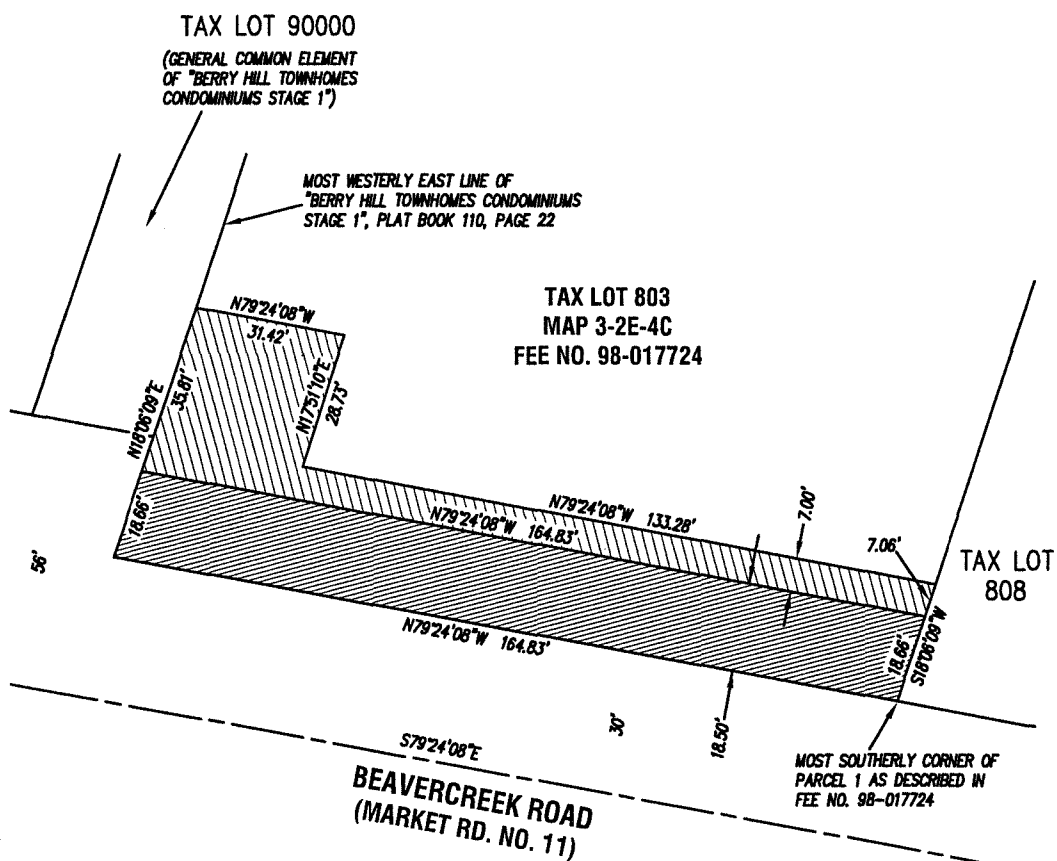 TAX LOT 90000
(GENERAL COMMON ELEMENT
OF "BERRY HILL TOWNHOMES
CONDOMINIUMS STAGE 1")
MOST WESTERLY EAST LINE OF
"BERRY HILL TOWNHOMES CONDOMINIUMS
STAGE 1", PLAT BOOK 110, PAGE 22
TAX LOT 803
MAP 3-2E-4C
FEE NO. 98-017724
N79°24'08"W
31.42'
N18°06'09"E
35.81'
N17°51'10"E
28.73'
N79°24'08"W 133.28'
7.00'
N79°24'08"W 164.83'
7.06'
TAX LOT
808
18.66'
56'
18.66'
S18°06'09"W
N79°24'08"W 164.83'
30'
18.50'
S79°24'08"E
MOST SOUTHERLY CORNER OF
PARCEL 1 AS DESCRIBED IN
FEE NO. 98-017724
BEAVERCREEK ROAD
(MARKET RD. NO. 11)